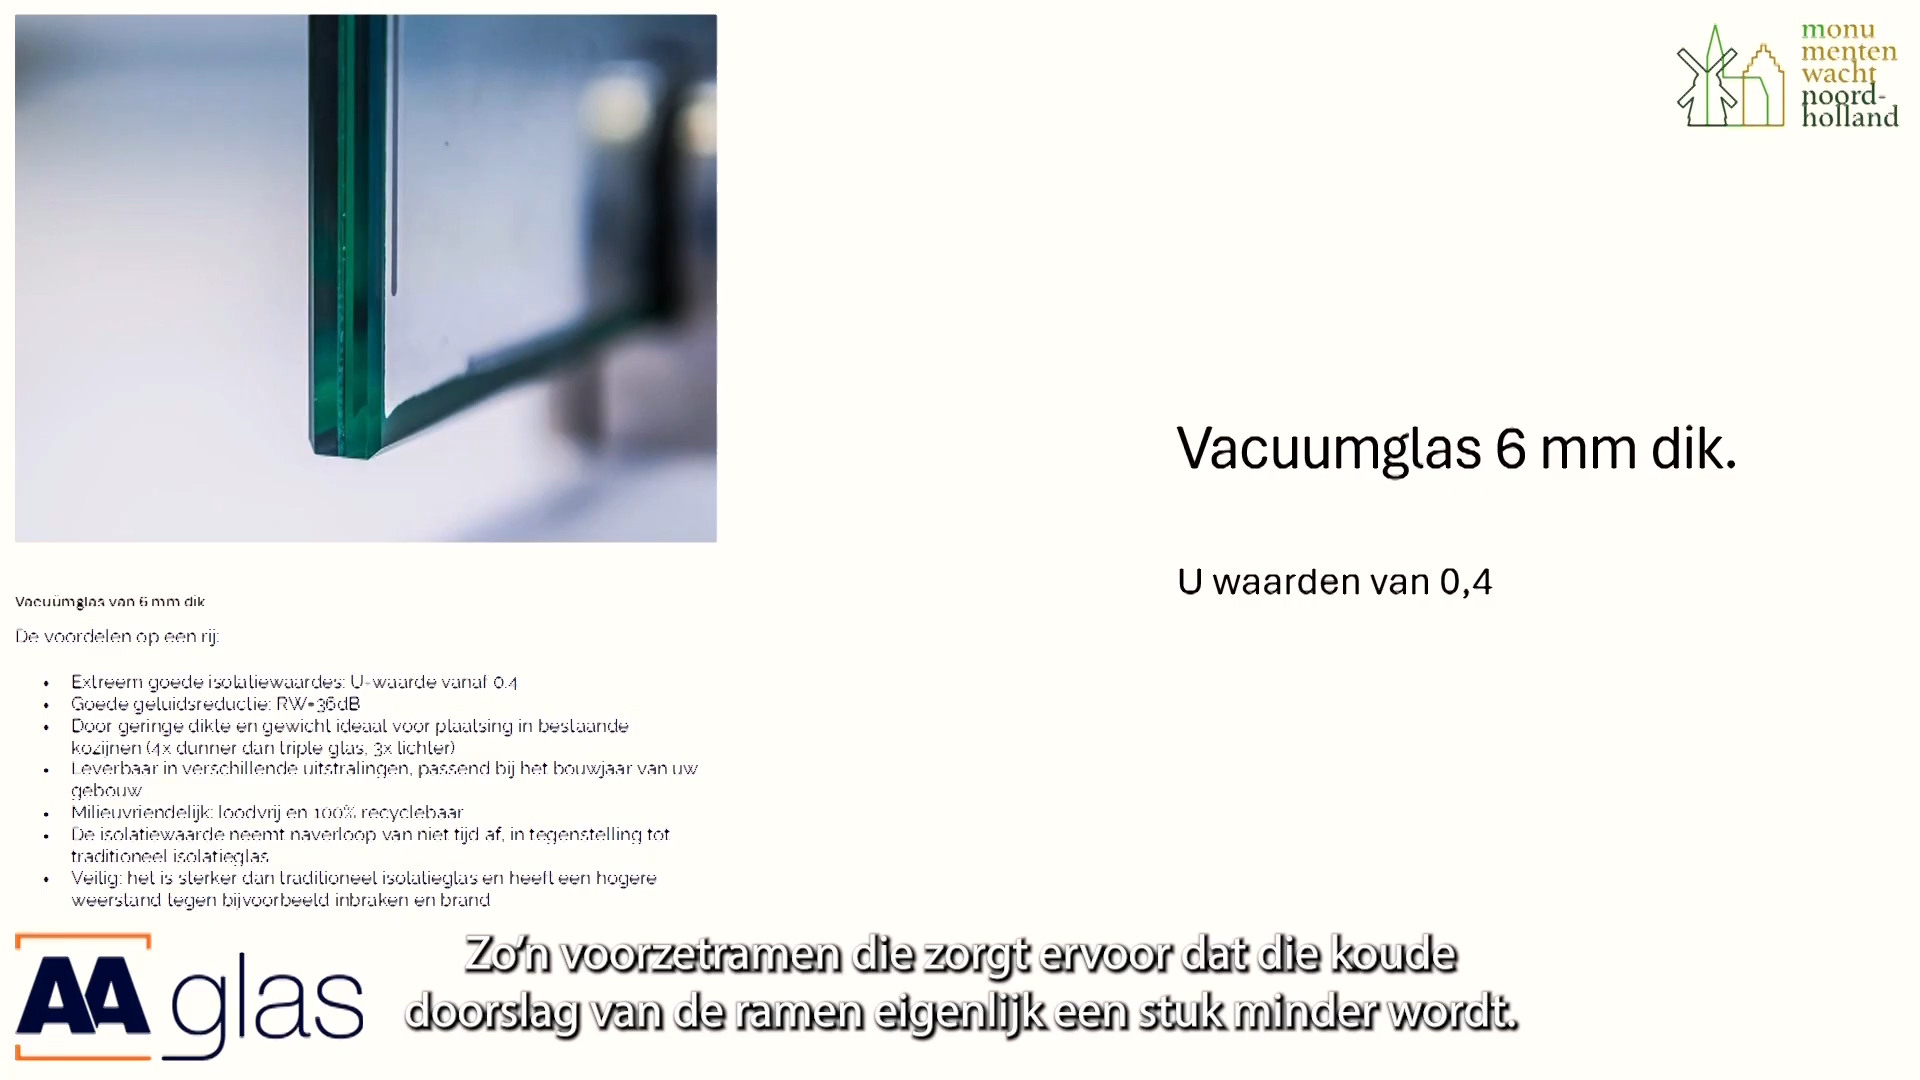 monu
menten
wacht
noord-
holland
Vacuumglas 6 mm dik.
U waarden van 0,4
Vacuümglas van 6 mm dik
De voordelen op een rij:
• Extreem goede isolatiewaardes: U-waarde vanaf 0.4
• Goede geluidsreductie: RW=36dB
• Door geringe dikte en gewicht ideaal voor plaatsing in bestaande
kozijnen (4x dunner dan triple glas, 3x lichter)
• Leverbaar in verschillende uitstralingen, passend bij het bouwjaar van uw
gebouw
• Milieuvriendelijk: loodvrij en 100% recyclebaar
• De isolatiewaarde neemt naverloop van niet tijd af, in tegenstelling tot
traditioneel isolatieglas
• Veilig: het is sterker dan traditioneel isolatieglas en heeft een hogere
weerstand tegen bijvoorbeeld inbraken en brand
AA glas
Zo'n voorzetramen die zorgt ervoor dat die koude
doorslag van de ramen eigenlijk een stuk minder wordt.